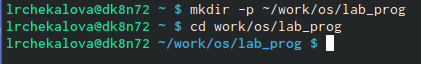 lrchekalova@dk8n72 ~ $ mkdir -p ~/work/os/lab_prog
lrchekalova@dk8n72 ~ $ cd work/os/lab_prog
lrchekalova@dk8n72 ~/work/os/lab_prog $